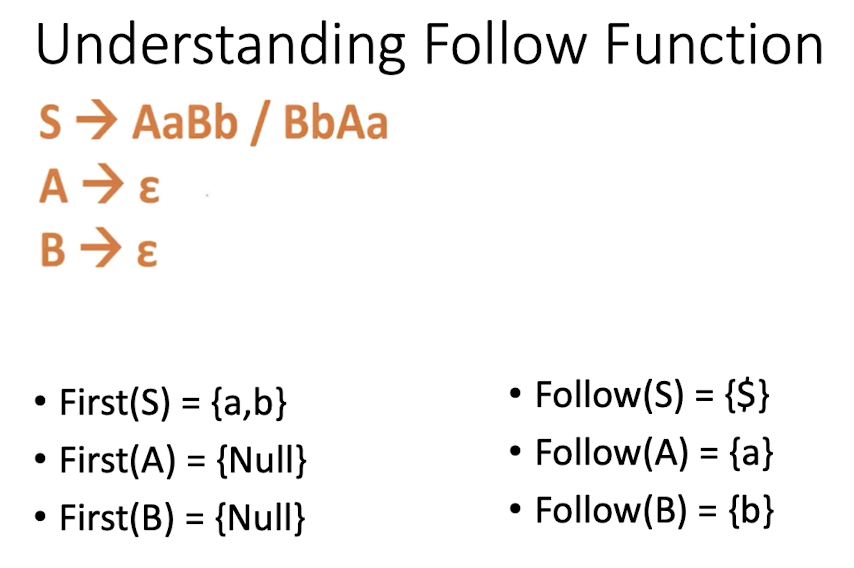 Understanding Follow Function
S → AaBb / BbAa
A → ε
B → ε
• First(S) = {a,b}
• First(A) = {Null}
• First(B) = {Null}
• Follow(S) = {$}
• Follow(A) = {a}
• Follow(B) = {b}